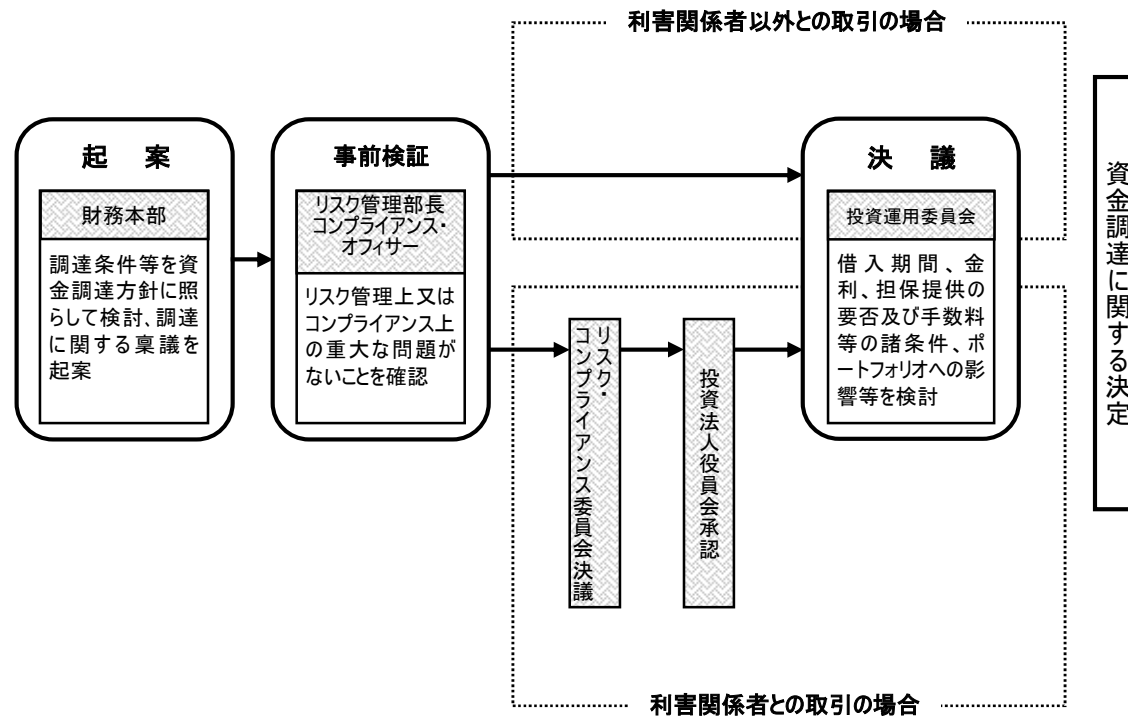 利害関係者以外との取引の場合
起　案
財務本部
調達条件等を資
金調達方針に照
らして検討、調達
に関する稟議を
起案
事前検証
リスク管理部長
コンプライアンス・
オフィサー
リスク管理上又は
コンプライアンス上
の重大な問題が
ないことを確認
リスク・
コンプライアンス委員会決議
投資法人役員会承認
決　議
投資運用委員会
借入期間、金
利、担保提供の
要否及び手数料
等の諸条件、ポ
ートフォリオへの影
響等を検討
資金調達に関する決定
利害関係者との取引の場合